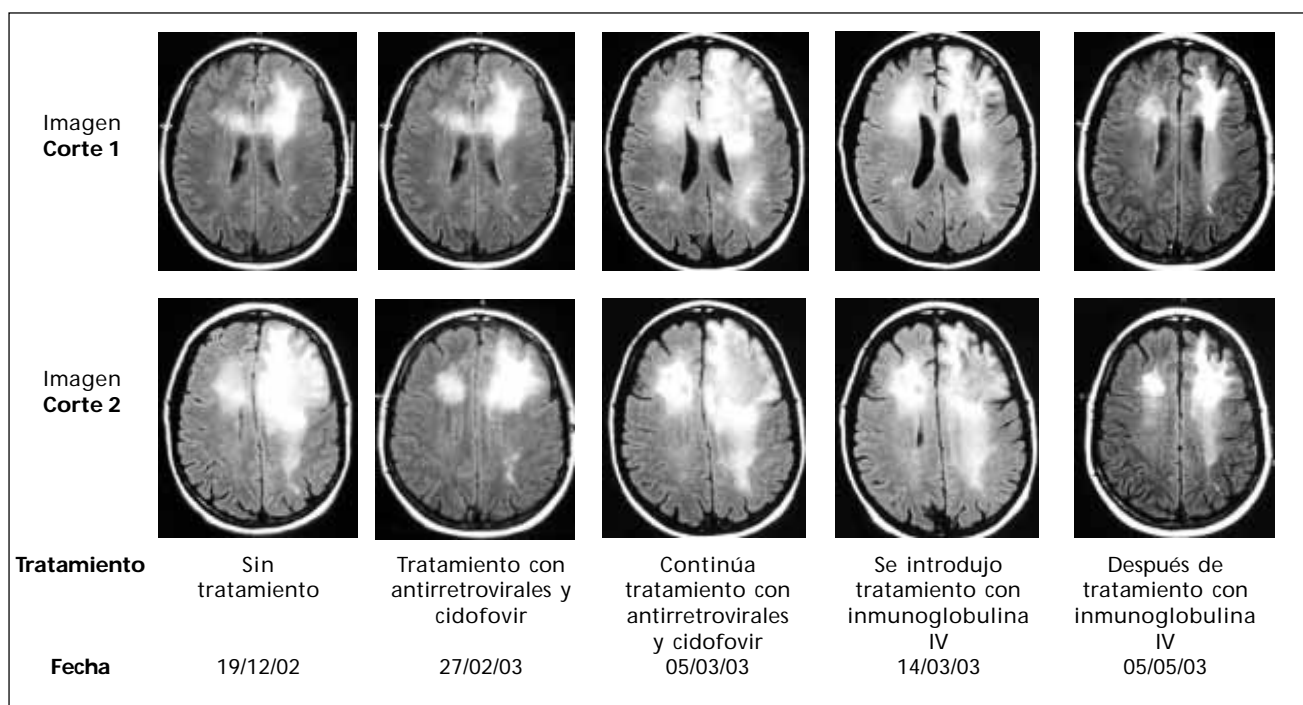 Imagen
Corte 1
Imagen
Corte 2
Tratamiento
Sin
tratamiento
Tratamiento con
antirretrovirales y
cidofovir
Continúa
tratamiento con
antirretrovirales
y cidofovir
Se introdujo
tratamiento con
inmunoglobulina
IV
Después de
tratamiento con
inmunoglobulina
IV
Fecha
19/12/02
27/02/03
05/03/03
14/03/03
05/05/03